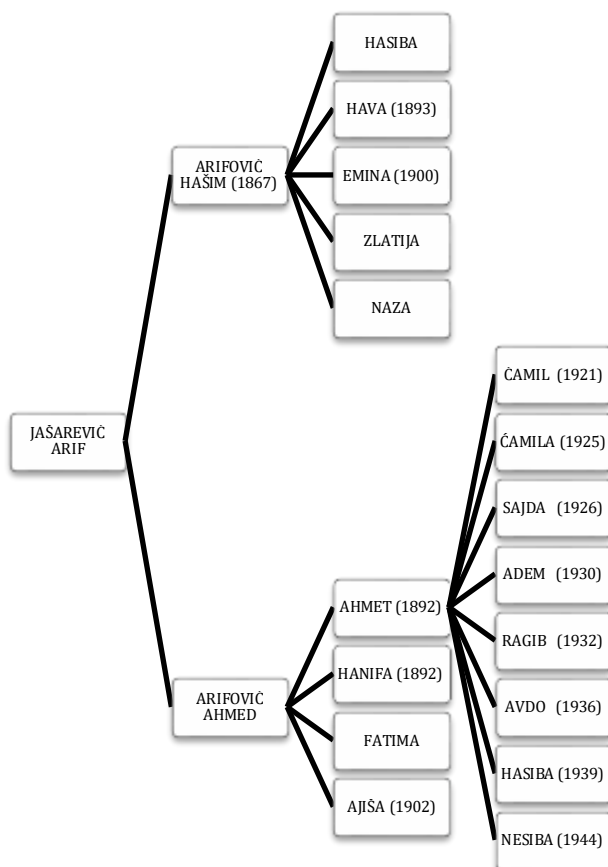 HASIBA
HAVA (1893)
ARIFOVIĆ
HAŠIM (1867)
EMINA (1900)
ZLATIJA
NAZA
ĆAMIL (1921)
JAŠAREVIĆ
ARIF
ĆAMILA (1925)
SAJDA (1926)
ADEM (1930)
AHMET (1892)
RAGIB (1932)
HANIFA (1892)
ARIFOVIĆ
AHMED
AVDO (1936)
FATIMA
HASIBA (1939)
AJIŠA (1902)
NESIBA (1944)